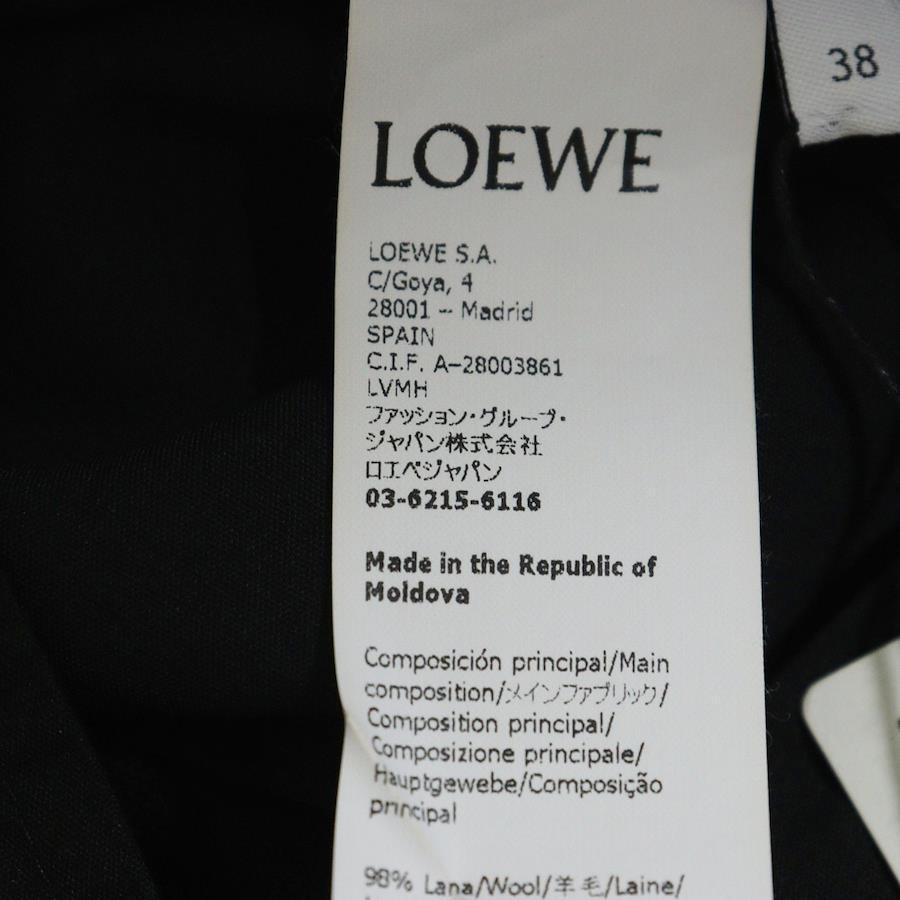 38
LOEWE
LOEWE S.A.
C/Goya, 4
28001 – Madrid
SPAIN
C.I.F. A–28003861
LVMH
ファッション・グループ・
ジャパン株式会社
ロエベジャパン
03-6215-6116
Made in the Republic of
Moldova
Composición principal/Main
composition/メインファブリック/
Composition principal/
Composizione principale/
Hauptgewebe/Composição
principal
98% Lana/Wool/羊毛/Laine/